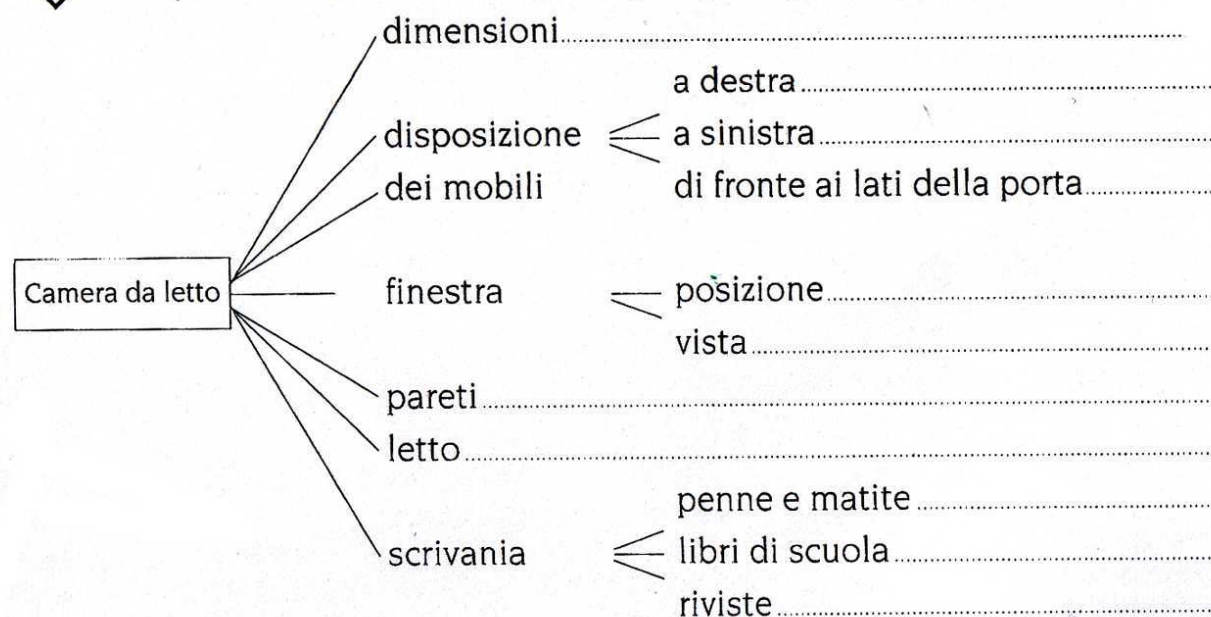 dimensioni
a destra
disposizione
a sinistra
dei mobili
di fronte ai lati della porta
Camera da letto
finestra
posizione
vista
pareti
letto
penne e matite
scrivania
libri di scuola
riviste